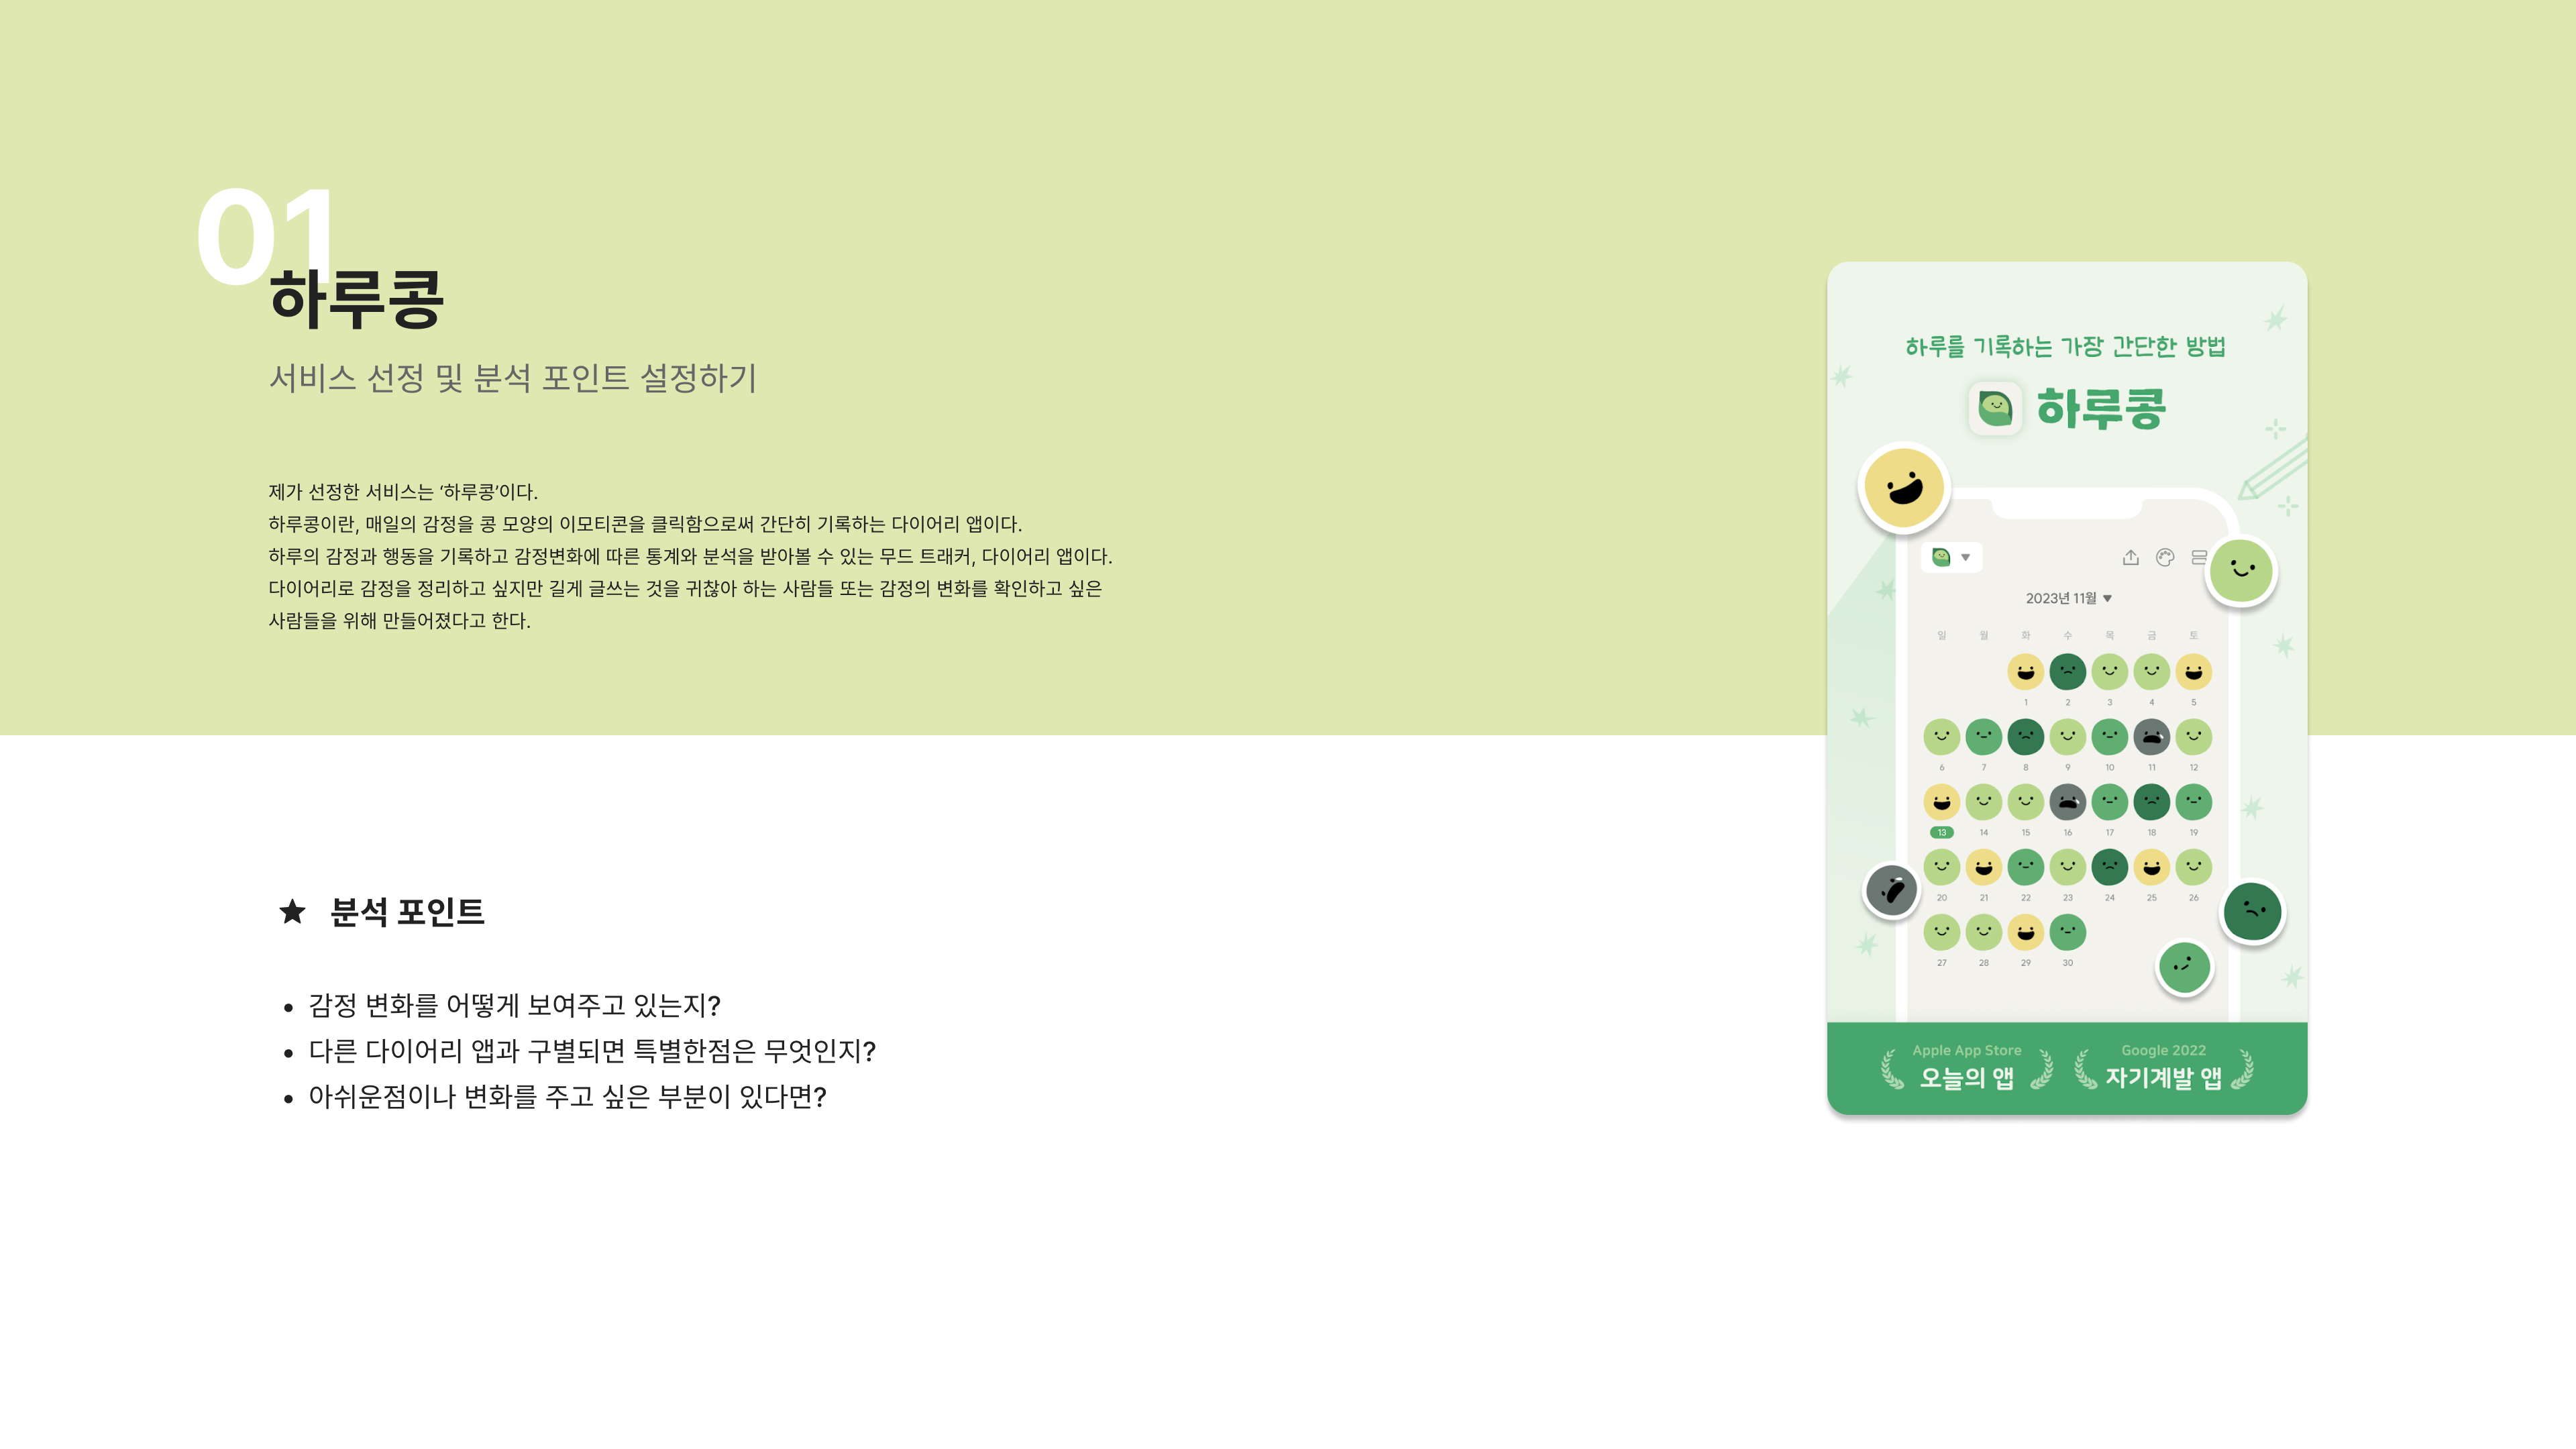 01
하루콩
서비스 선정 및 분석 포인트 설정하기
제가 선정한 서비스는 ‘하루콩’이다.
하루콩이란, 매일의 감정을 콩 모양의 이모티콘을 클릭함으로써 간단히 기록하는 다이어리 앱이다.
하루의 감정과 행동을 기록하고 감정변화에 따른 통계와 분석을 받아볼 수 있는 무드 트래커, 다이어리 앱이다.
다이어리로 감정을 정리하고 싶지만 길게 글쓰는 것을 귀찮아 하는 사람들 또는 감정의 변화를 확인하고 싶은
사람들을 위해 만들어졌다고 한다.
분석 포인트
• 감정 변화를 어떻게 보여주고 있는지?
• 다른 다이어리 앱과 구별되면 특별한점은 무엇인지?
• 아쉬운점이나 변화를 주고 싶은 부분이 있다면?
하루를 기록하는 가장 간단한 방법
하루콩
2023년 11월 ▼
일 월 화 수 목 금 토
1 2 3 4 5
6 7 8 9 10 11 12
13 14 15 16 17 18 19
20 21 22 23 24 25 26
27 28 29 30
Apple App Store
오늘의 앱
Google 2022
자기계발 앱